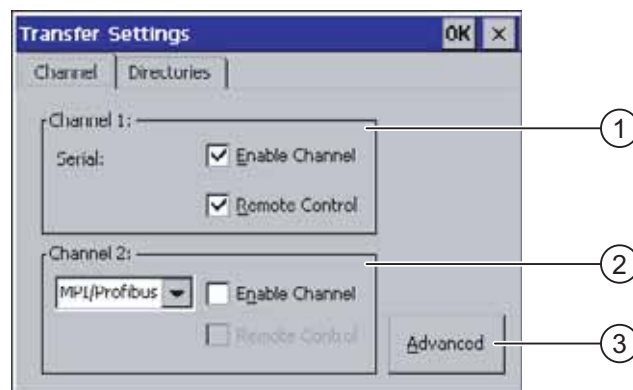 Transfer Settings OK ×
Channel Directories
Channel 1:
Serial: Enable Channel
Remote Control
1
Channel 2:
MPI/Profibus Enable Channel
Remote Control
2
Advanced
3